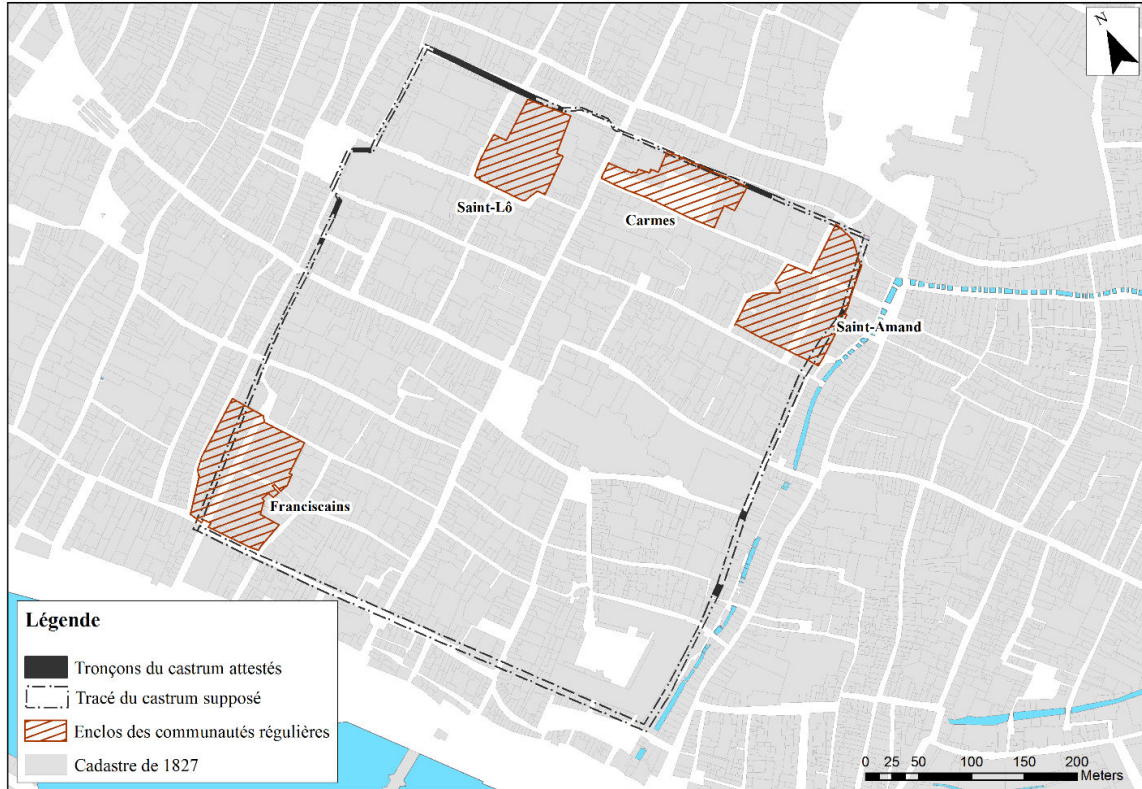 N
Saint-Lô
Carmes
Saint-Amand
Franciscains
Légende
Tronçons du castrum attestés
Tracé du castrum supposé
Enclos des communautés régulières
Cadastre de 1827
0 25 50 100 150 200
Meters